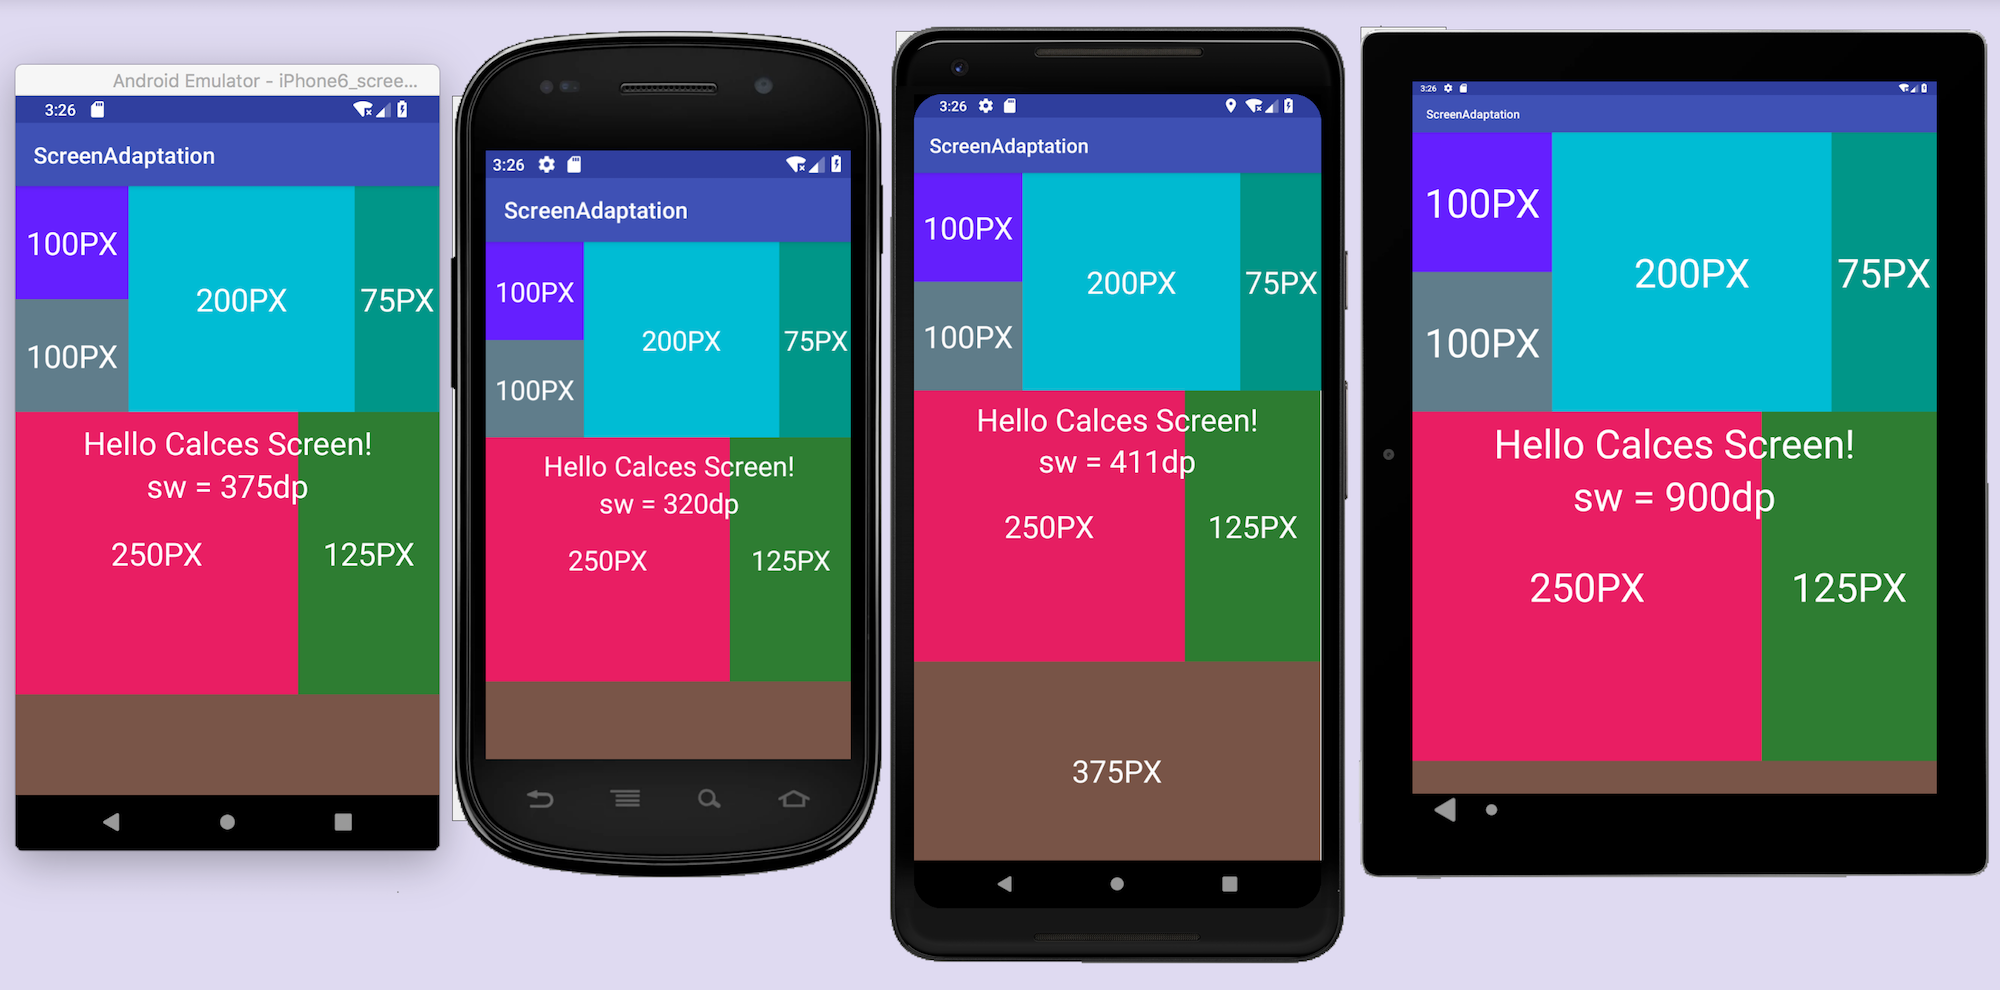 Android Emulator - iPhone6_scree...
3:26
ScreenAdaptation
100PX
200PX
75PX
100PX
Hello Calces Screen!
sw = 375dp
250PX
125PX
3:26
ScreenAdaptation
100PX
200PX
75PX
100PX
Hello Calces Screen!
sw = 320dp
250PX
125PX
3:26
ScreenAdaptation
100PX
200PX
75PX
100PX
Hello Calces Screen!
sw = 411dp
250PX
125PX
375PX
3:26
ScreenAdaptation
100PX
200PX
75PX
100PX
Hello Calces Screen!
sw = 900dp
250PX
125PX